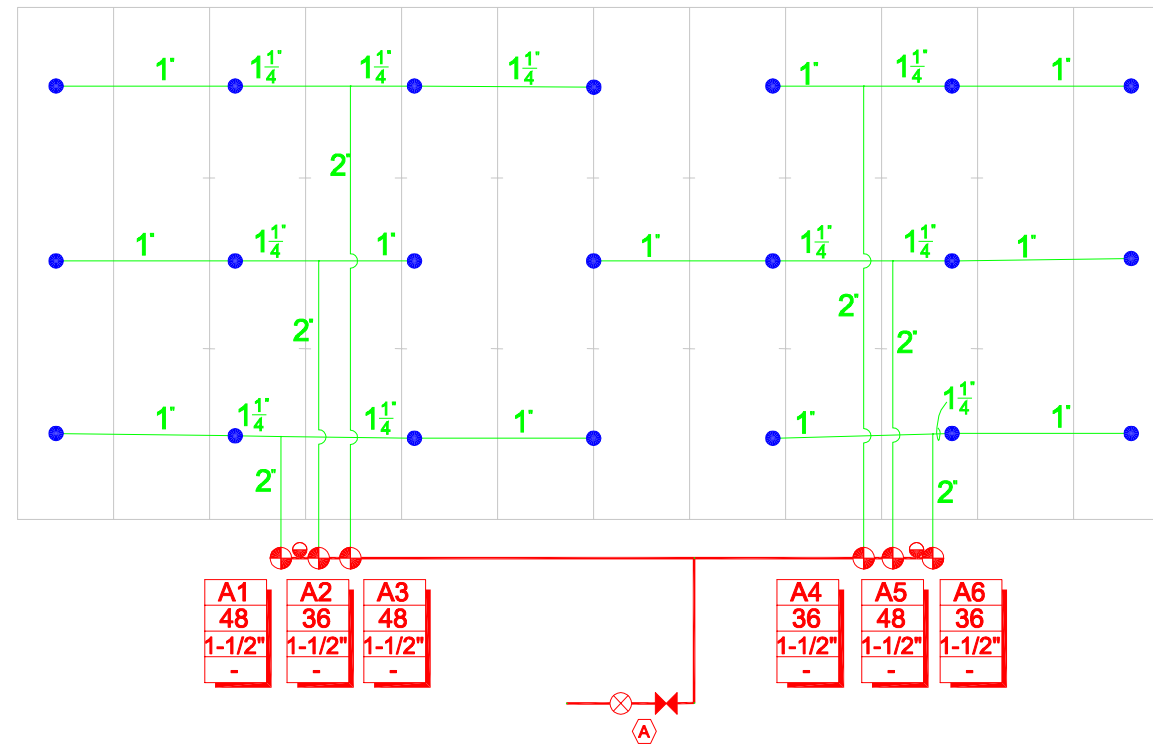 1" 1 1/4" 1 1/4" 1 1/4" 1" 1 1/4" 1"
2"
1" 1 1/4" 1" 1" 1 1/4" 1 1/4" 1"
2" 2" 2"
1" 1 1/4" 1 1/4" 1" 1" 1 1/4" 1"
2" 2"
A1 A2 A3 A4 A5 A6
48 36 48 36 48 36
1-1/2" 1-1/2" 1-1/2" 1-1/2" 1-1/2" 1-1/2"
- - - - - -
A